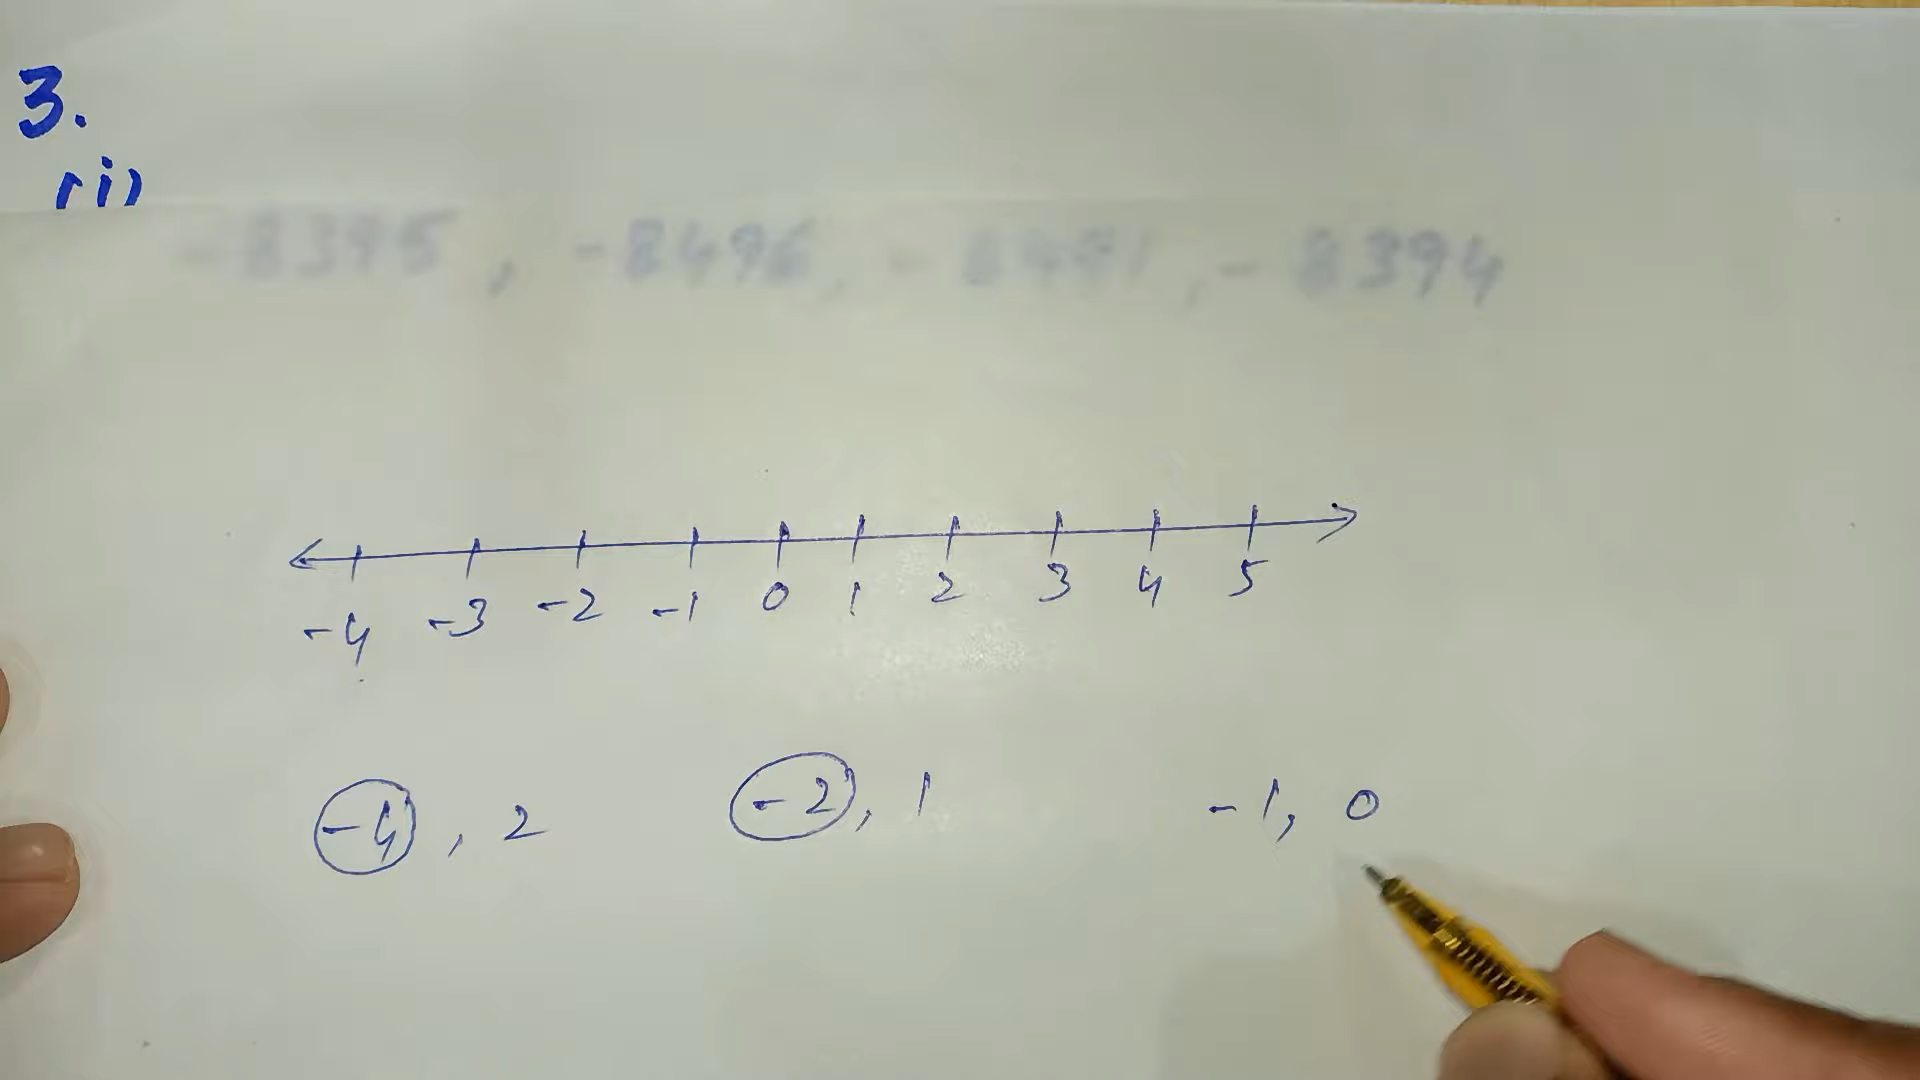 3.
(i)
-8395, -8496, - 8 , - 8394
-4 -3 -2 -1 0 1 2 3 4 5
-4, 2 -2, 1 -1, 0